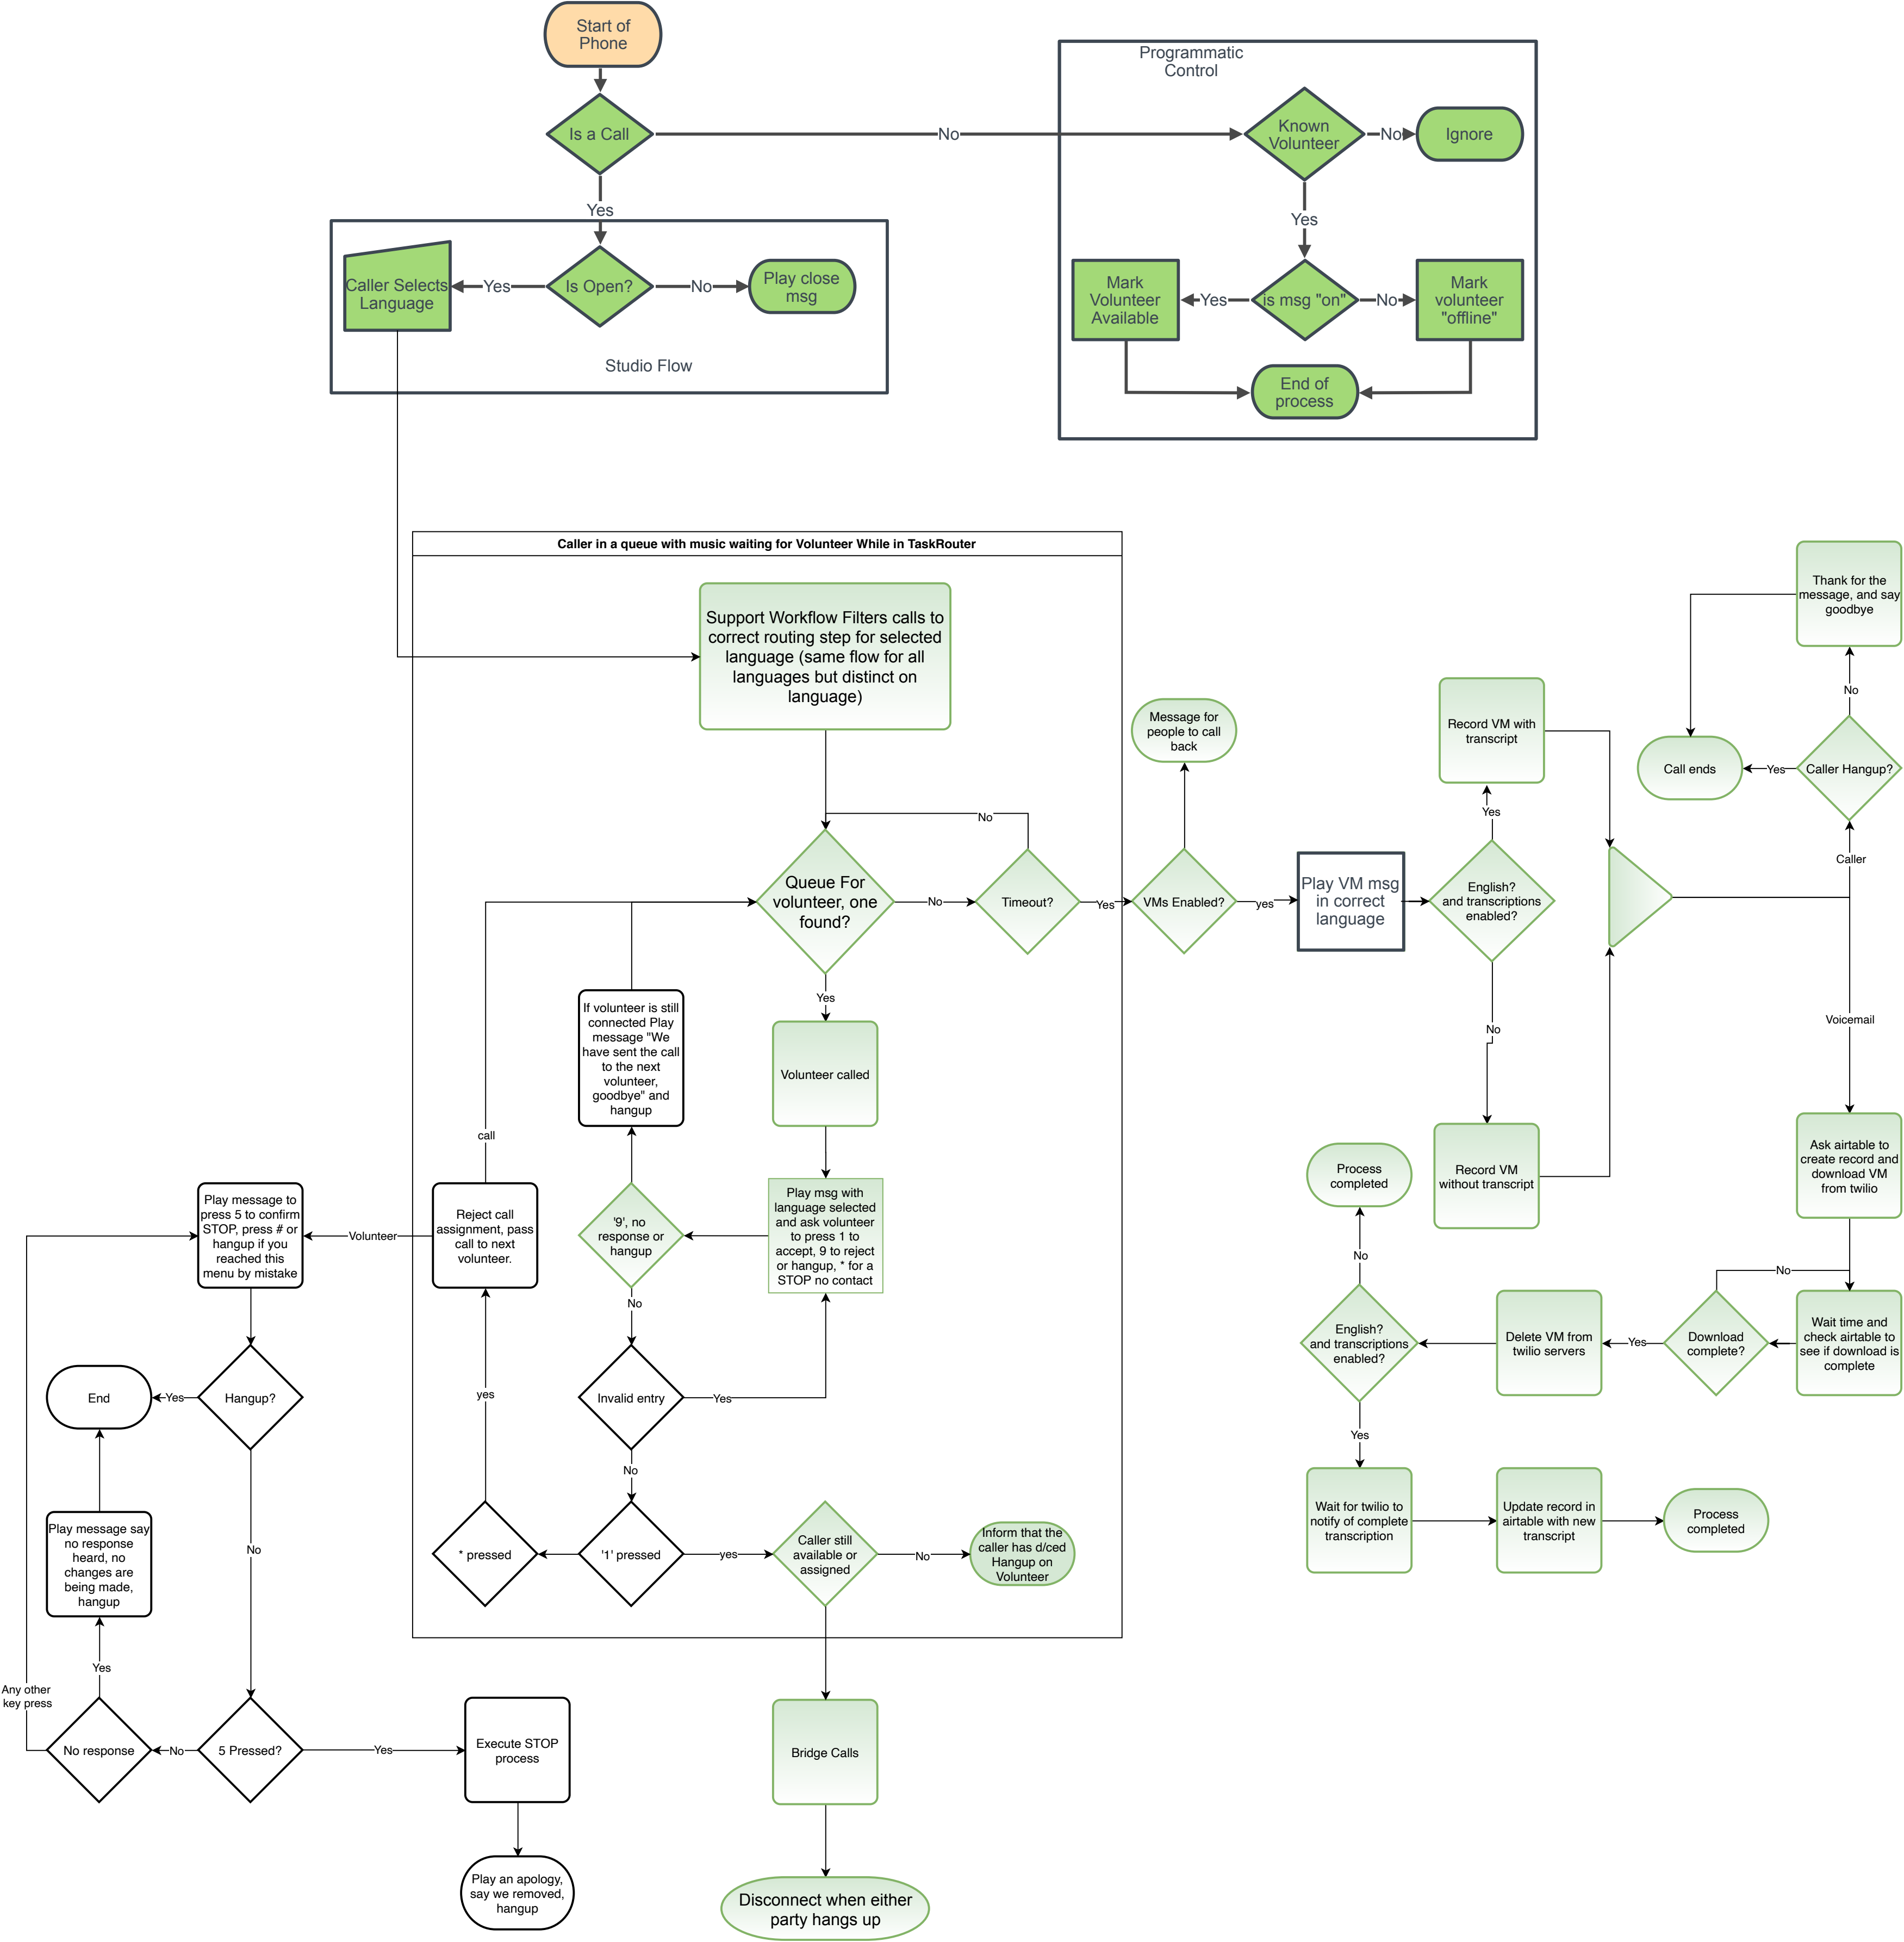 Start of
Phone
Is a Call
No
Yes
Programmatic
Control
Known
Volunteer
No
Ignore
Yes
Mark
Volunteer
Available
Yes
is msg "on"
No
Mark
volunteer
"offline"
End of
process
Caller Selects
Language
Yes
Is Open?
No
Play close
msg
Studio Flow
Caller in a queue with music waiting for Volunteer While in TaskRouter
Support Workflow Filters calls to
correct routing step for selected
language (same flow for all
languages but distinct on
language)
No
Queue For
volunteer, one
found?
No
Timeout?
Yes
Yes
If volunteer is still
connected Play
message "We
have sent the call
to the next
volunteer,
goodbye" and
hangup
Volunteer called
call
Reject call
assignment, pass
call to next
volunteer.
Volunteer
'9', no
response or
hangup
Play msg with
language selected
and ask volunteer
to press 1 to
accept, 9 to reject
or hangup, * for a
STOP no contact
No
Invalid entry
Yes
yes
No
* pressed
'1' pressed
yes
Caller still
available or
assigned
No
Inform that the
caller has d/ced
Hangup on
Volunteer
Bridge Calls
Disconnect when either
party hangs up
Play message to
press 5 to confirm
STOP, press # or
hangup if you
reached this
menu by mistake
End
Yes
Hangup?
No
Play message say
no response
heard, no
changes are
being made,
hangup
Yes
Any other
key press
No response
No
5 Pressed?
Yes
Execute STOP
process
Play an apology,
say we removed,
hangup
Message for
people to call
back
VMs Enabled?
yes
Play VM msg
in correct
language
Record VM with
transcript
Yes
English?
and transcriptions
enabled?
No
Record VM
without transcript
Thank for the
message, and say
goodbye
No
Call ends
Yes
Caller Hangup?
Caller
Voicemail
Ask airtable to
create record and
download VM
from twilio
No
Wait time and
check airtable to
see if download is
complete
Download
complete?
Yes
Delete VM from
twilio servers
Process
completed
No
English?
and transcriptions
enabled?
Yes
Wait for twilio to
notify of complete
transcription
Update record in
airtable with new
transcript
Process
completed